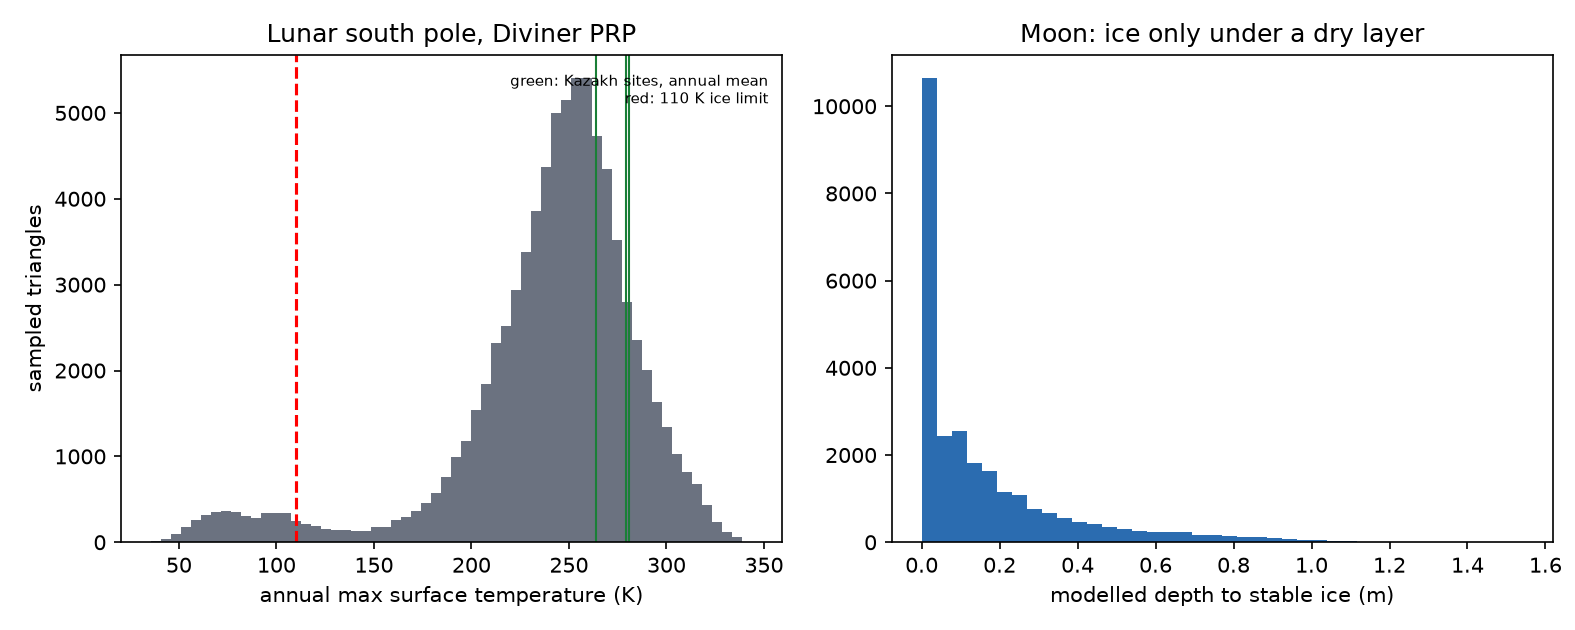 Lunar south pole, Diviner PRP
green: Kazakh sites, annual mean
red: 110 K ice limit
sampled triangles
5000
4000
3000
2000
1000
0
50 100 150 200 250 300 350
annual max surface temperature (K)
Moon: ice only under a dry layer
10000
8000
6000
4000
2000
0
0.0 0.2 0.4 0.6 0.8 1.0 1.2 1.4 1.6
modelled depth to stable ice (m)